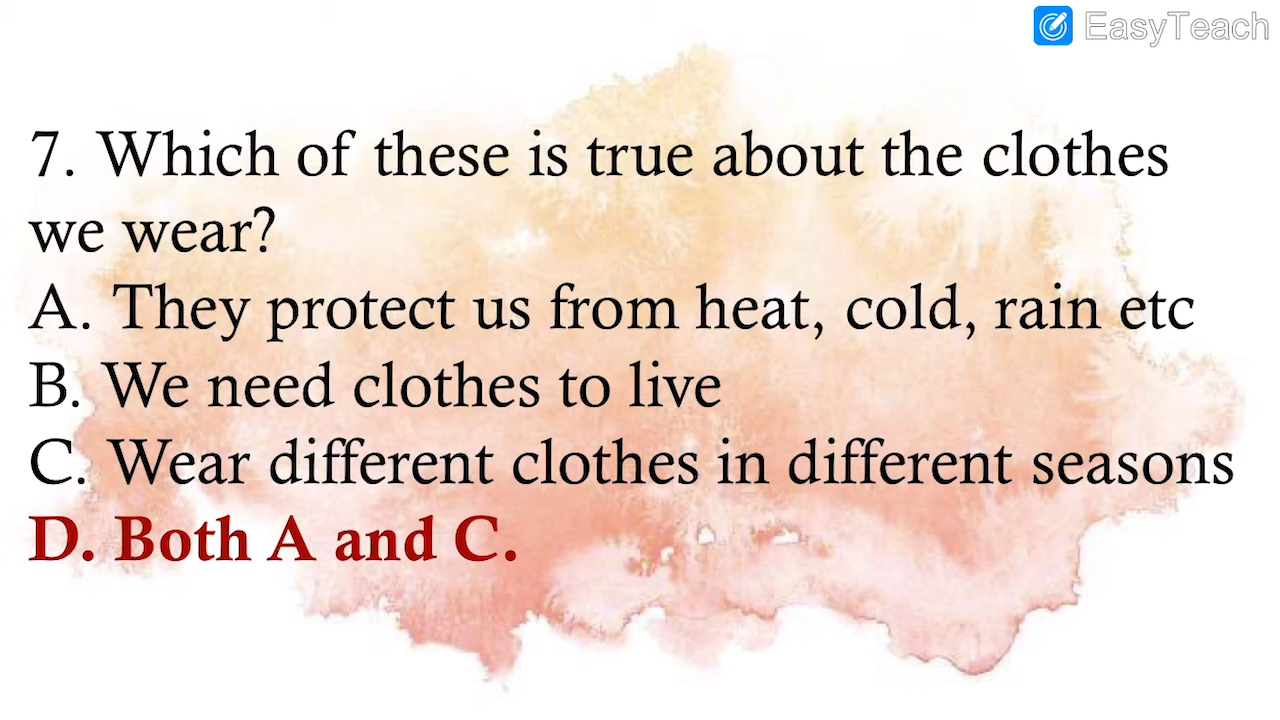 EasyTeach
7. Which of these is true about the clothes
we wear?
A. They protect us from heat, cold, rain etc
B. We need clothes to live
C. Wear different clothes in different seasons
D. Both A and C.